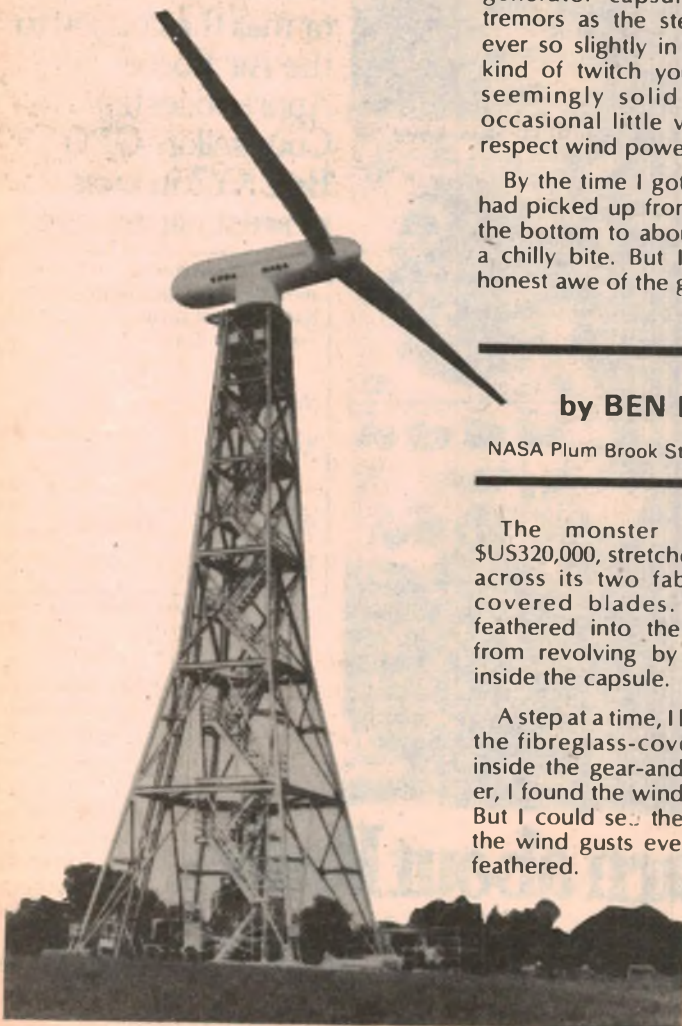 generator capsu
tremors as the ste
ever so slightly in
kind of twitch yo
seemingly solid
occasional little v
respect wind powe
By the time I got
had picked up from
the bottom to abou
a chilly bite. But I
honest awe of the g
by BEN
NASA Plum Brook St
The monster
$US320,000, stretche
across its two fab
covered blades.
feathered into the
from revolving by
inside the capsule.
A step at a time, I l
the fibreglass-cove
inside the gear-and
er, I found the wind
But I could se the
the wind gusts eve
feathered.
NASA